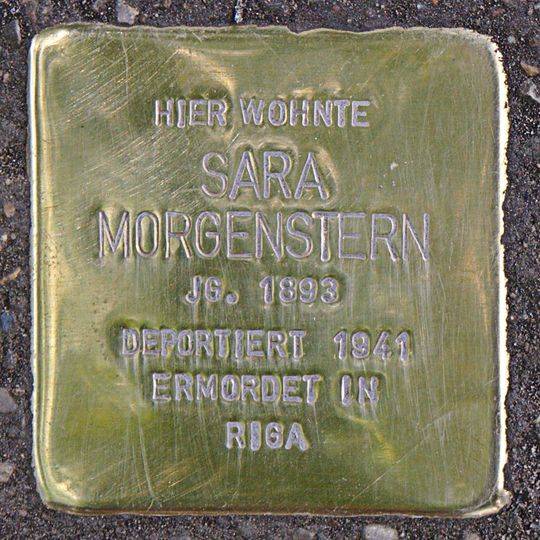 HIER WOHNTE
SARA
MORGENSTERN
JG. 1893
DEPORTIERT 1941
ERMORDET IN
RIGA